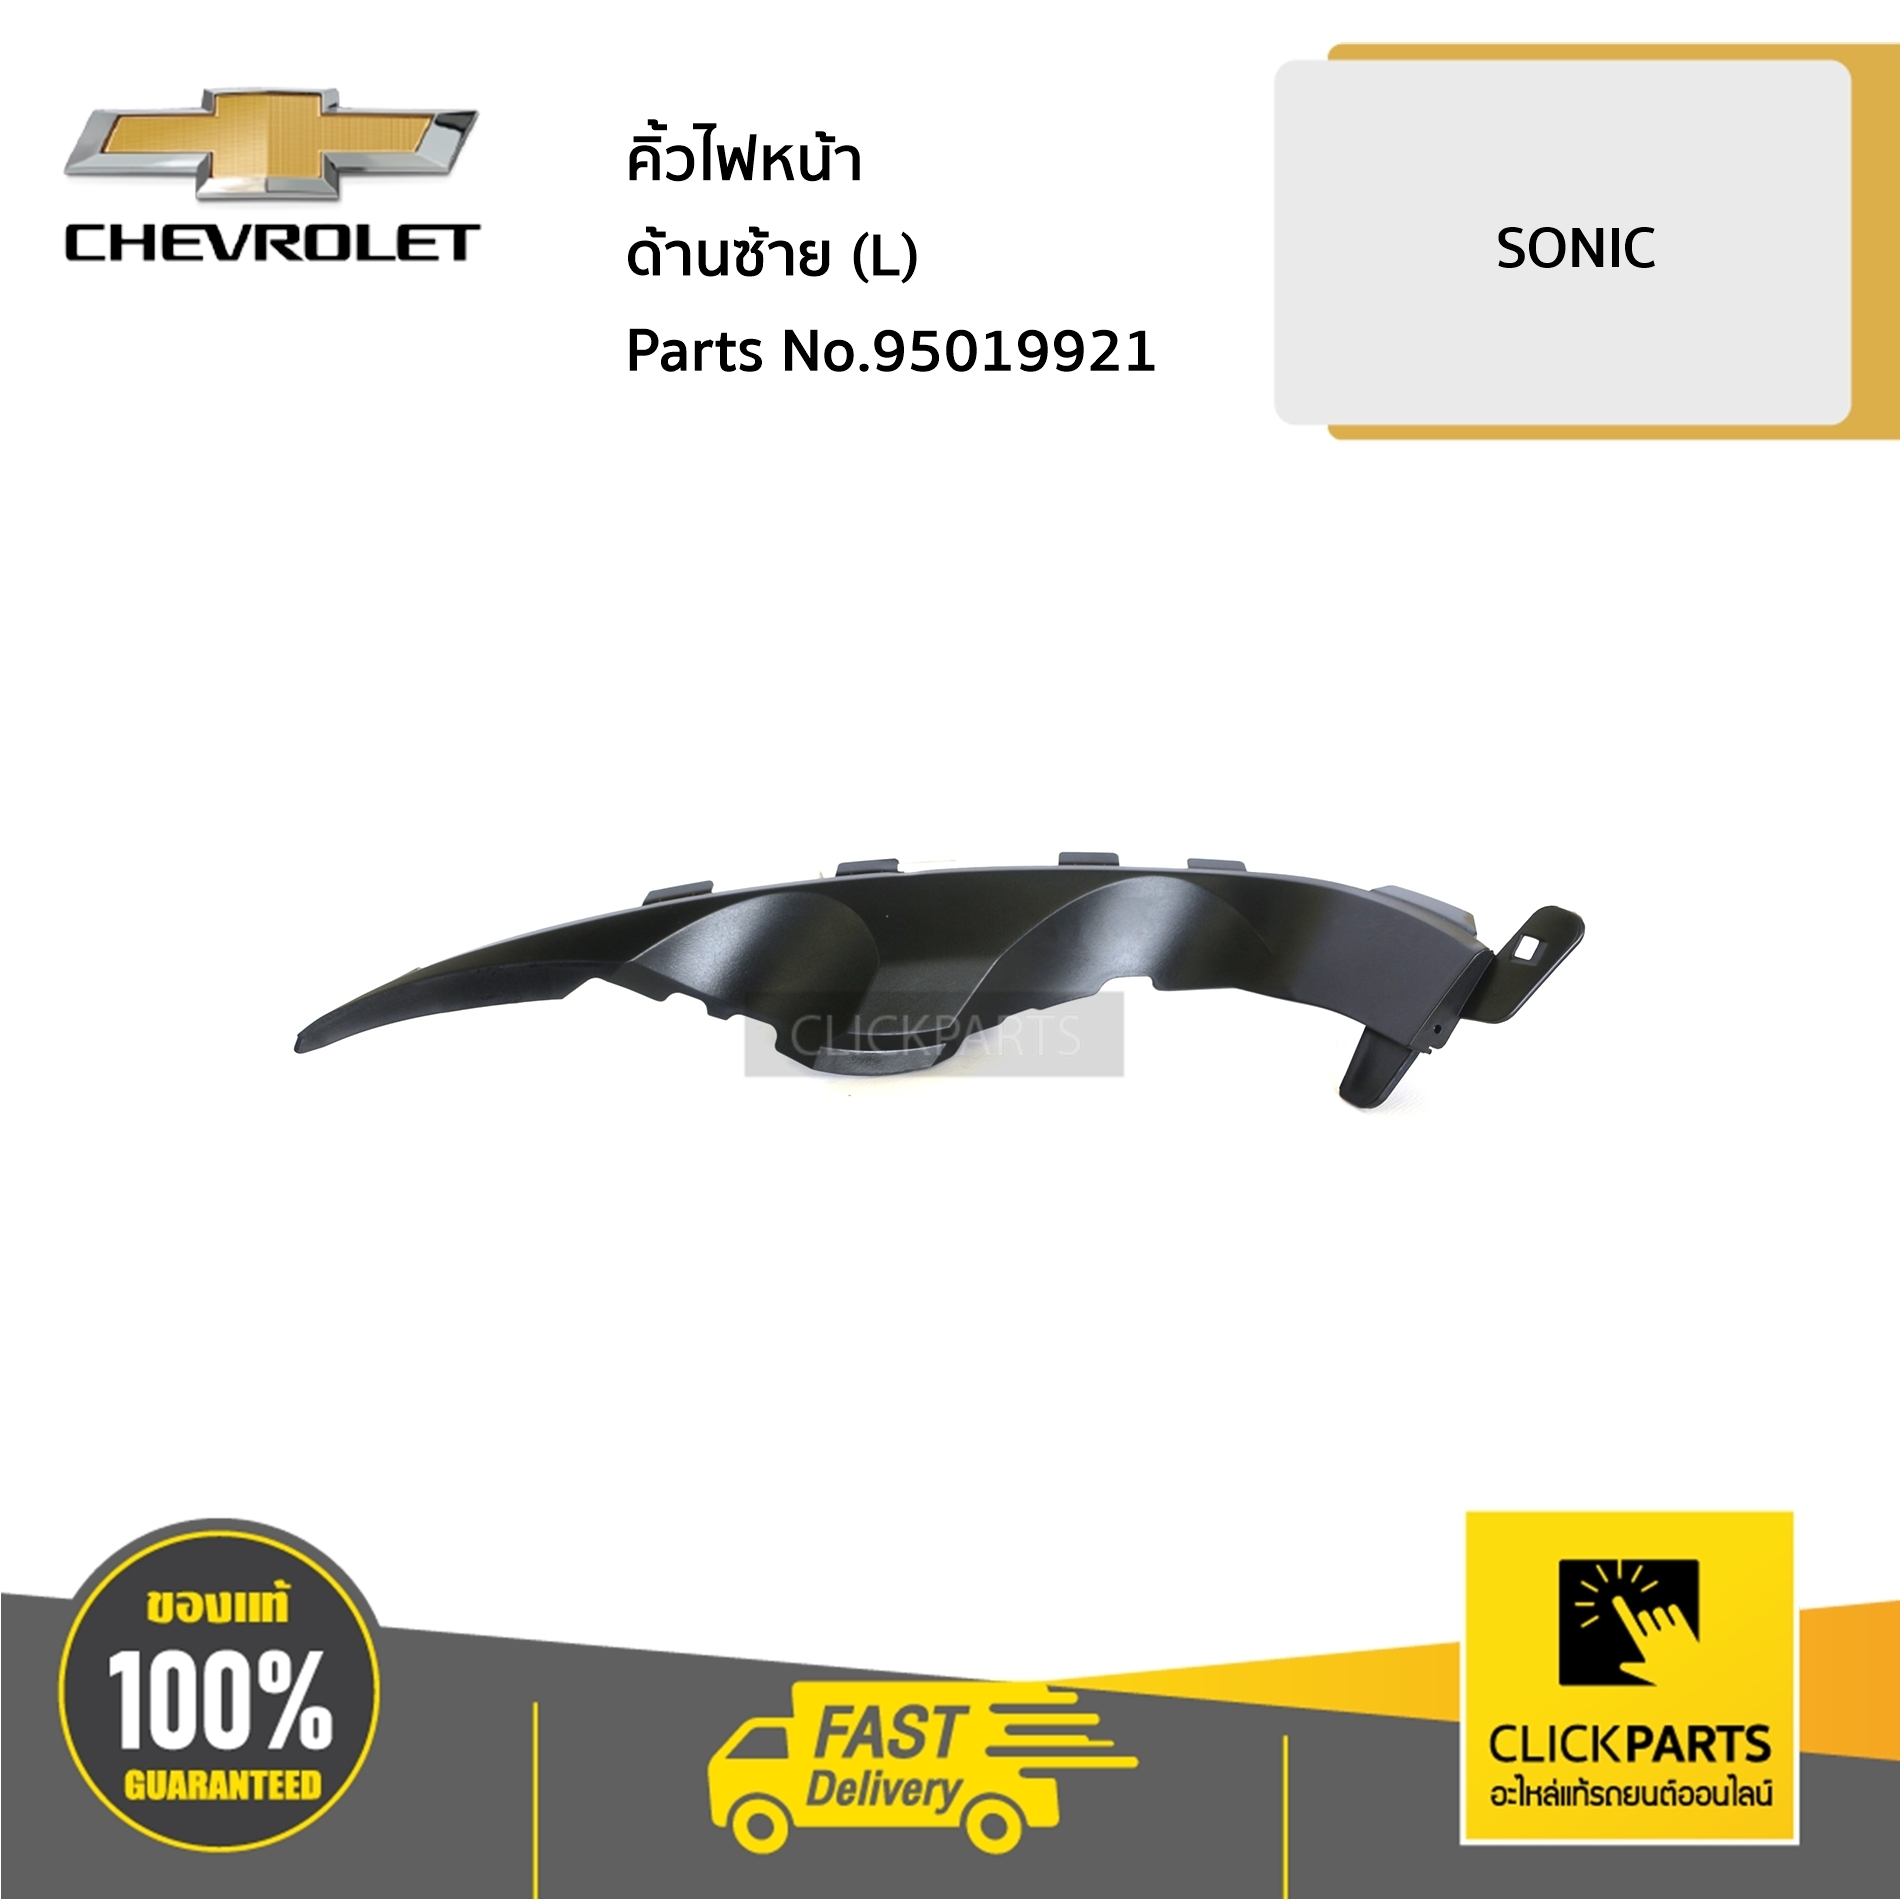 CHEVROLET
คิ้วไฟหน้า
ด้านซ้าย (L)
Parts No.95019921
SONIC
CLICKPARTS
ของแท้
100%
GUARANTEED
FAST
Delivery
CLICKPARTS
อะไหล่แท้รถยนต์ออนไลน์